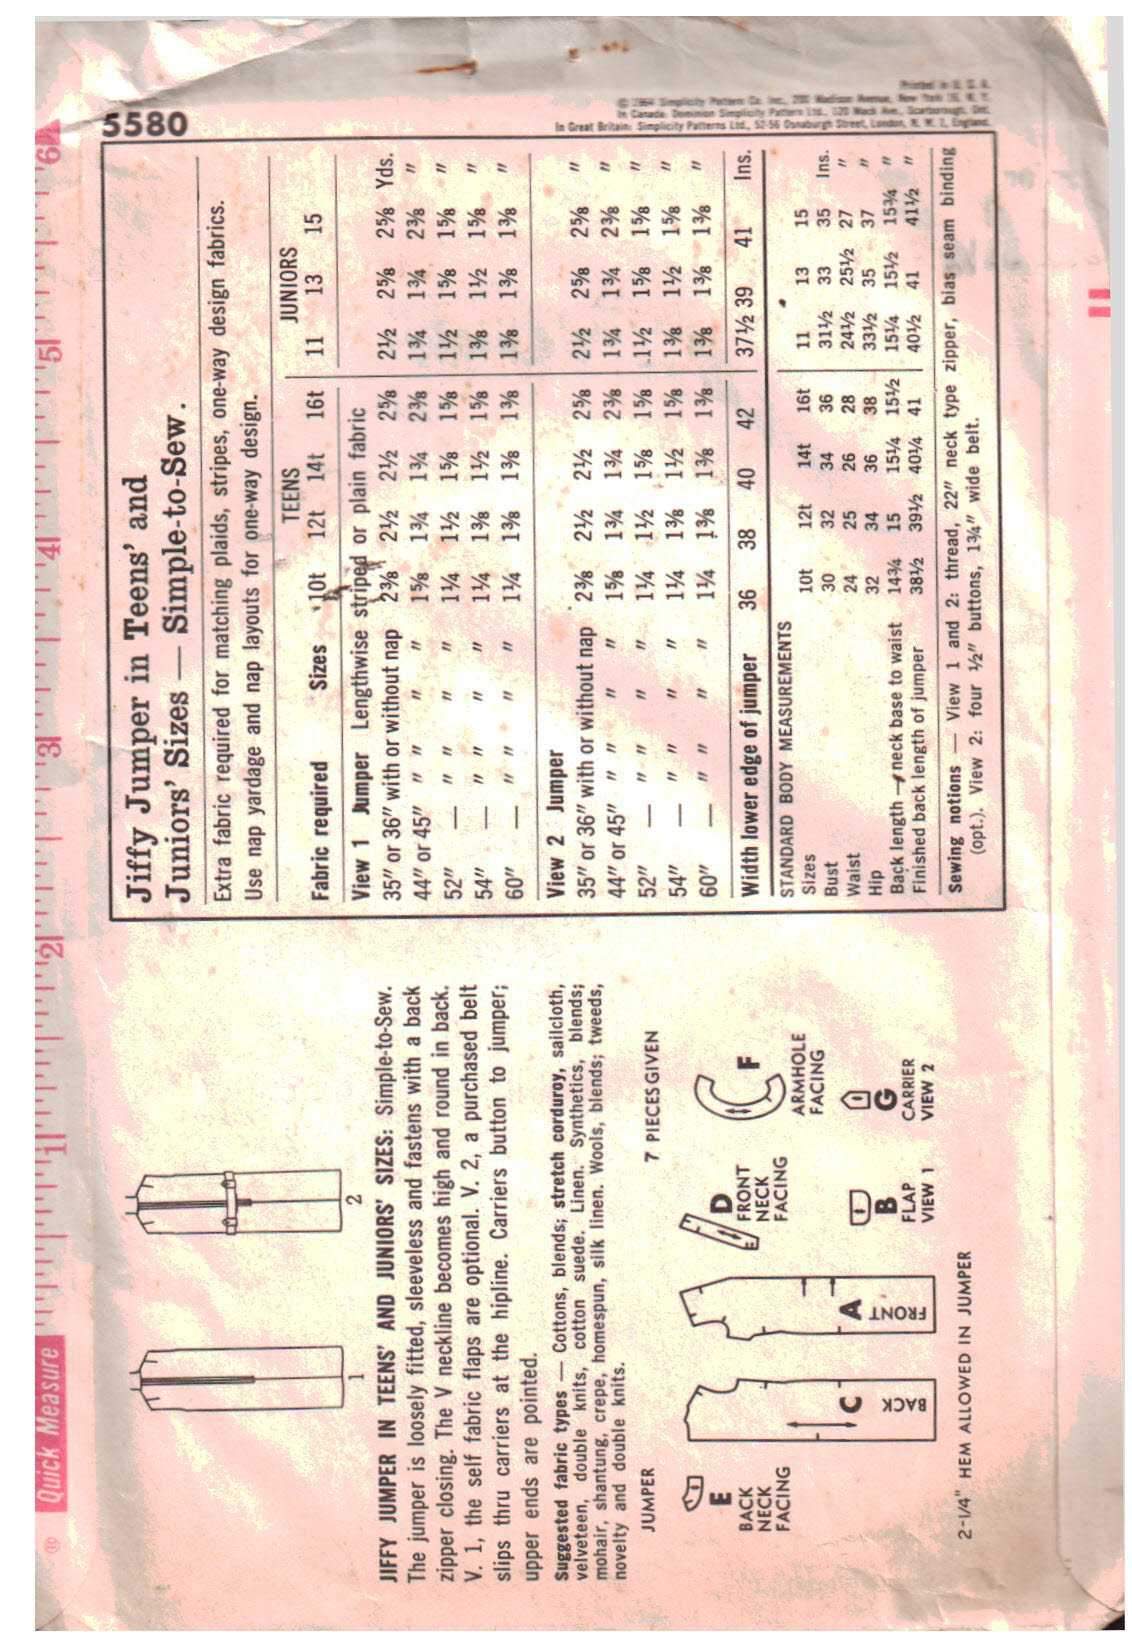 5580
Printed in U. S. A.
© 1964 Simplicity Pattern Co. Inc., 200 Madison Avenue, New York 16, N. Y.
In Canada: Dominion Simplicity Patterns Ltd., 120 Mack Ave., Scarborough, Ont.
In Great Britain: Simplicity Patterns Ltd., 52-56 Osnaburgh Street, London, N. W. 1, England.
® Quick Measure 1 2 3 4 5 6
1
2
JIFFY JUMPER IN TEENS' AND JUNIORS' SIZES: Simple-to-Sew.
The jumper is loosely fitted, sleeveless and fastens with a back
zipper closing. The V neckline becomes high and round in back.
V. 1, the self fabric flaps are optional. V. 2, a purchased belt
slips thru carriers at the hipline. Carriers button to jumper;
upper ends are pointed.
Suggested fabric types — Cottons, blends; stretch corduroy, sailcloth,
velveteen, double knits, cotton suede. Linen. Synthetics, blends;
mohair, shantung, crepe, homespun, silk linen. Wools, blends; tweeds,
novelty and double knits.
JUMPER 7 PIECES GIVEN
E
BACK
NECK
FACING
C
BACK
A
FRONT
D
FRONT
NECK
FACING
F
ARMHOLE
FACING
B
FLAP
VIEW 1
G
CARRIER
VIEW 2
2-1/4" HEM ALLOWED IN JUMPER
Jiffy Jumper in Teens' and
Juniors' Sizes — Simple-to-Sew.
Extra fabric required for matching plaids, stripes, one-way design fabrics.
Use nap yardage and nap layouts for one-way design.
TEENS JUNIORS
Fabric required Sizes 10t 12t 14t 16t 11 13 15
View 1 Jumper Lengthwise striped or plain fabric
35" or 36" with or without nap 2⅜ 2½ 2½ 2⅝ 2½ 2⅝ 2⅝ Yds.
44" or 45" " " " " 1⅝ 1¾ 1¾ 2⅜ 1¾ 1¾ 2⅜ "
52" — " " " " 1¼ 1½ 1⅝ 1⅝ 1½ 1⅝ 1⅝ "
54" — " " " " 1¼ 1⅜ 1½ 1⅝ 1⅜ 1½ 1⅝ "
60" — " " " " 1¼ 1⅜ 1⅜ 1⅜ 1⅜ 1⅜ 1⅜ "
View 2 Jumper
35" or 36" with or without nap 2⅜ 2½ 2½ 2⅝ 2½ 2⅝ 2⅝ "
44" or 45" " " " " 1⅝ 1¾ 1¾ 2⅜ 1¾ 1¾ 2⅜ "
52" — " " " " 1¼ 1½ 1⅝ 1⅝ 1½ 1⅝ 1⅝ "
54" — " " " " 1¼ 1⅜ 1½ 1⅝ 1⅜ 1½ 1⅝ "
60" — " " " " 1¼ 1⅜ 1⅜ 1⅜ 1⅜ 1⅜ 1⅜ "
Width lower edge of jumper 36 38 40 42 37½ 39 41 Ins.
STANDARD BODY MEASUREMENTS
Sizes 10t 12t 14t 16t 11 13 15
Bust 30 32 34 36 31½ 33 35 Ins.
Waist 24 25 26 28 24½ 25½ 27 "
Hip 32 34 36 38 33½ 35 37 "
Back length — neck base to waist 14¾ 15 15¼ 15½ 15¼ 15½ 15¾ "
Finished back length of jumper 38½ 39½ 40¼ 41 40½ 41 41½ "
Sewing notions — View 1 and 2: thread, 22" neck type zipper, bias seam binding
(opt.). View 2: four ½" buttons, 1¾" wide belt.